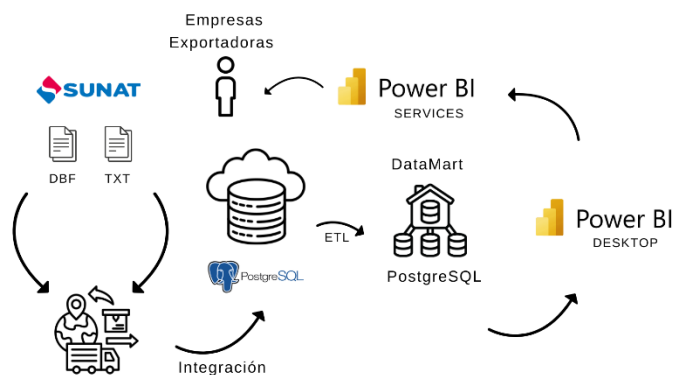 Empresas
Exportadoras
SUNAT
DBF
TXT
Power BI
SERVICES
DataMart
ETL
PostgreSQL
PostgreSQL
Power BI
DESKTOP
Integración